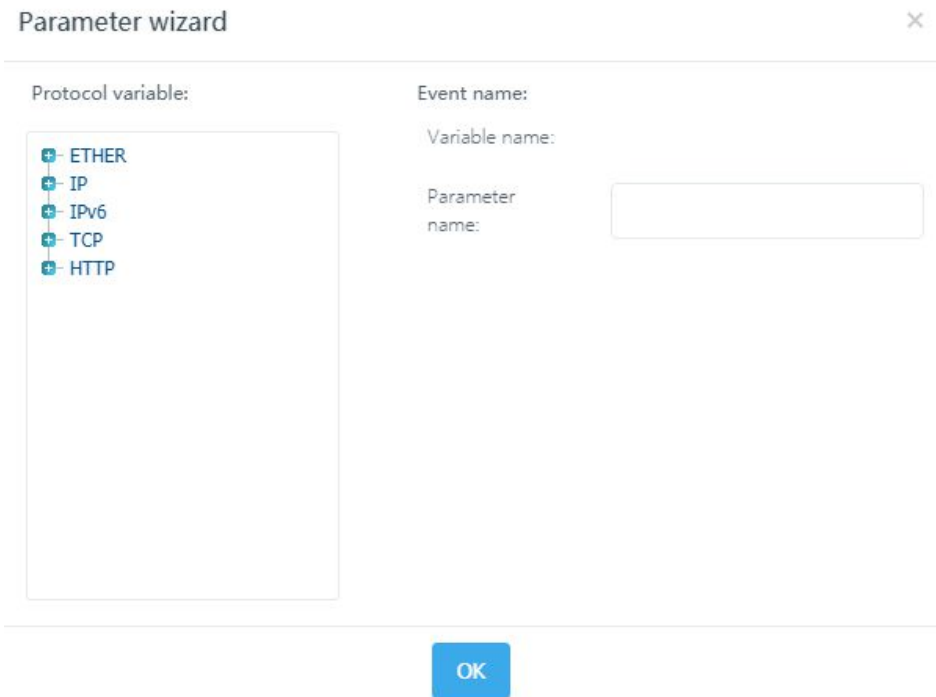 Parameter wizard
Protocol variable:
ETHER
IP
IPv6
TCP
HTTP
Event name:
Variable name:
Parameter
name:
OK